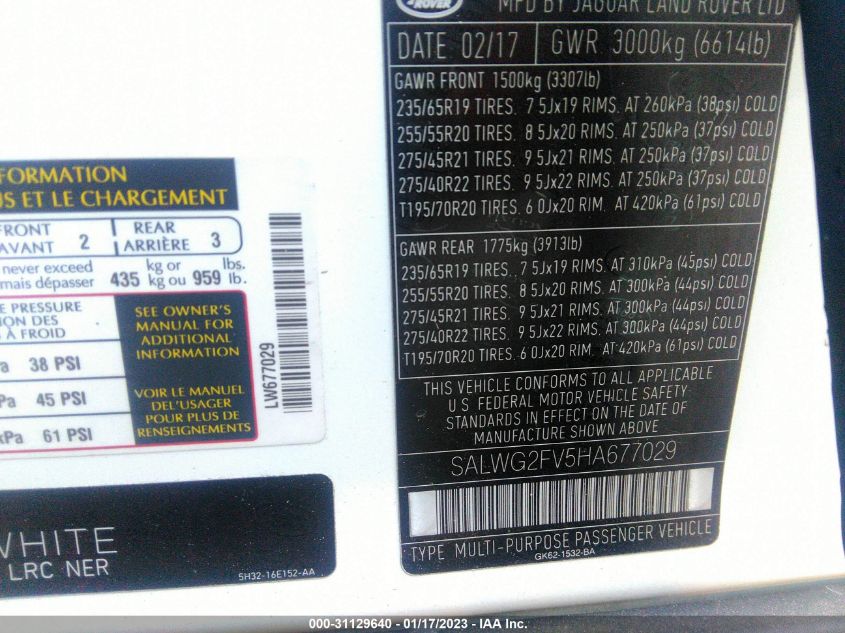 ROVER
MFD BY JAGUAR LAND ROVER LTD
DATE 02/17 GWR 3000kg (6614lb)
GAWR FRONT 1500kg (3307lb)
235/65R19 TIRES. 7 5Jx19 RIMS. AT 260kPa (38psi) COLD
255/55R20 TIRES. 8 5Jx20 RIMS. AT 250kPa (37psi) COLD
275/45R21 TIRES. 9 5Jx21 RIMS. AT 250kPa (37psi) COLD
275/40R22 TIRES. 9 5Jx22 RIMS. AT 250kPa (37psi) COLD
T195/70R20 TIRES. 6 0Jx20 RIM. AT 420kPa (61psi) COLD
GAWR REAR 1775kg (3913lb)
235/65R19 TIRES. 7 5Jx19 RIMS. AT 310kPa (45psi) COLD
255/55R20 TIRES. 8 5Jx20 RIMS. AT 300kPa (44psi) COLD
275/45R21 TIRES. 9 5Jx21 RIMS. AT 300kPa (44psi) COLD
275/40R22 TIRES. 9 5Jx22 RIMS. AT 300kPa (44psi) COLD
T195/70R20 TIRES. 6 0Jx20 RIM. AT 420kPa (61psi) COLD
THIS VEHICLE CONFORMS TO ALL APPLICABLE
U.S. FEDERAL MOTOR VEHICLE SAFETY
STANDARDS IN EFFECT ON THE DATE OF
MANUFACTURE SHOWN ABOVE
SALWG2FV5HA677029
TYPE MULTI-PURPOSE PASSENGER VEHICLE
GK62-1532-BA
FORMATION
US ET LE CHARGEMENT
FRONT 2 REAR 3
AVANT ARRIÈRE
never exceed 435 kg or 959 lbs.
mais dépasser kg ou lb.
E PRESSURE
ION DES
À FROID
SEE OWNER'S
MANUAL FOR
ADDITIONAL
INFORMATION
a 38 PSI
Pa 45 PSI
kPa 61 PSI
VOIR LE MANUEL
DEL'USAGER
POUR PLUS DE
RENSEIGNEMENTS
LW677029
WHITE
LRC NER
5H32-16E152-AA
000-31129640 - 01/17/2023 - IAA Inc.